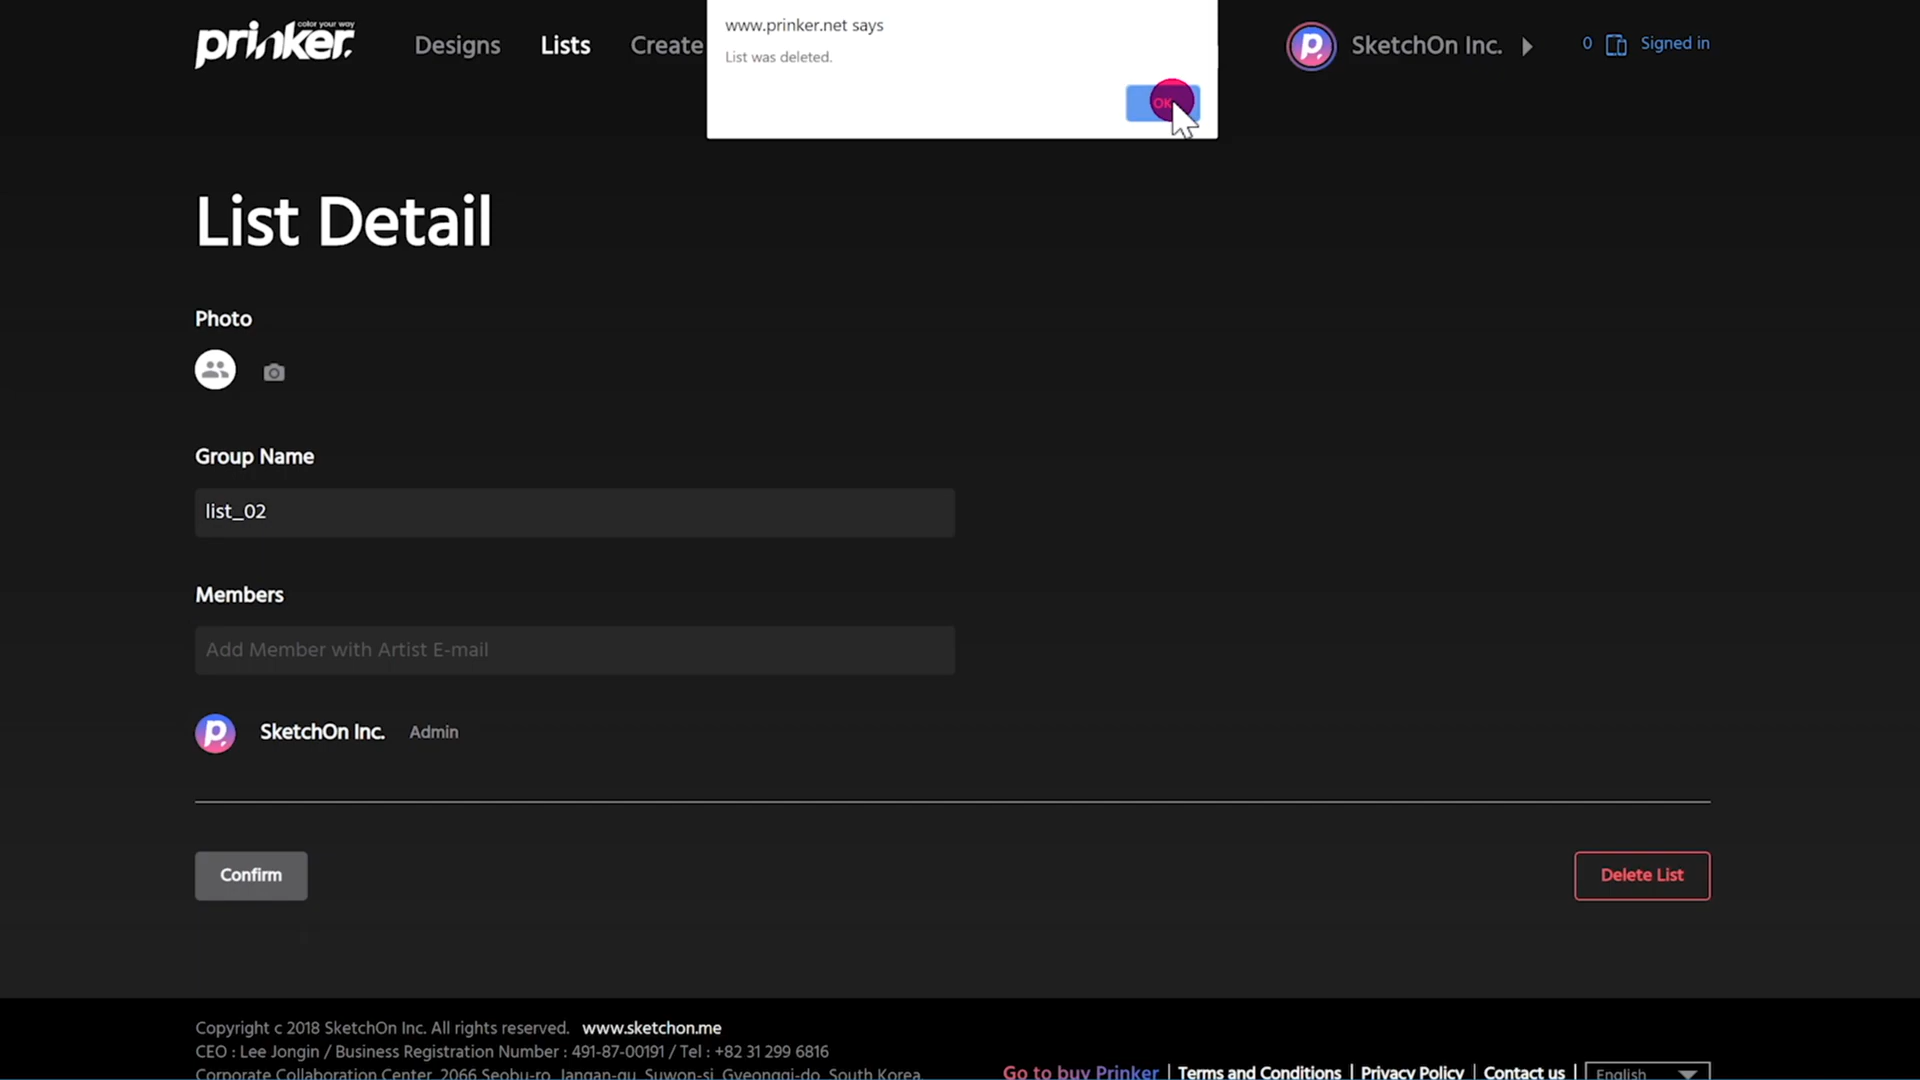 color your way
prinker.
Designs
Lists
Create
www.prinker.net says
List was deleted.
OK
SketchOn Inc.
0
Signed in
List Detail
Photo
Group Name
list_02
Members
Add Member with Artist E-mail
SketchOn Inc.
Admin
Confirm
Delete List
Copyright c 2018 SketchOn Inc. All rights reserved. www.sketchon.me
CEO : Lee Jongin / Business Registration Number : 491-87-00191 / Tel : +82 31 299 6816
Corporate Collaboration Center, 2066 Seobu-ro, Jangan-gu, Suwon-si, Gyeonggi-do, South Korea.
Go to buy Prinker | Terms and Conditions | Privacy Policy | Contact us |
English